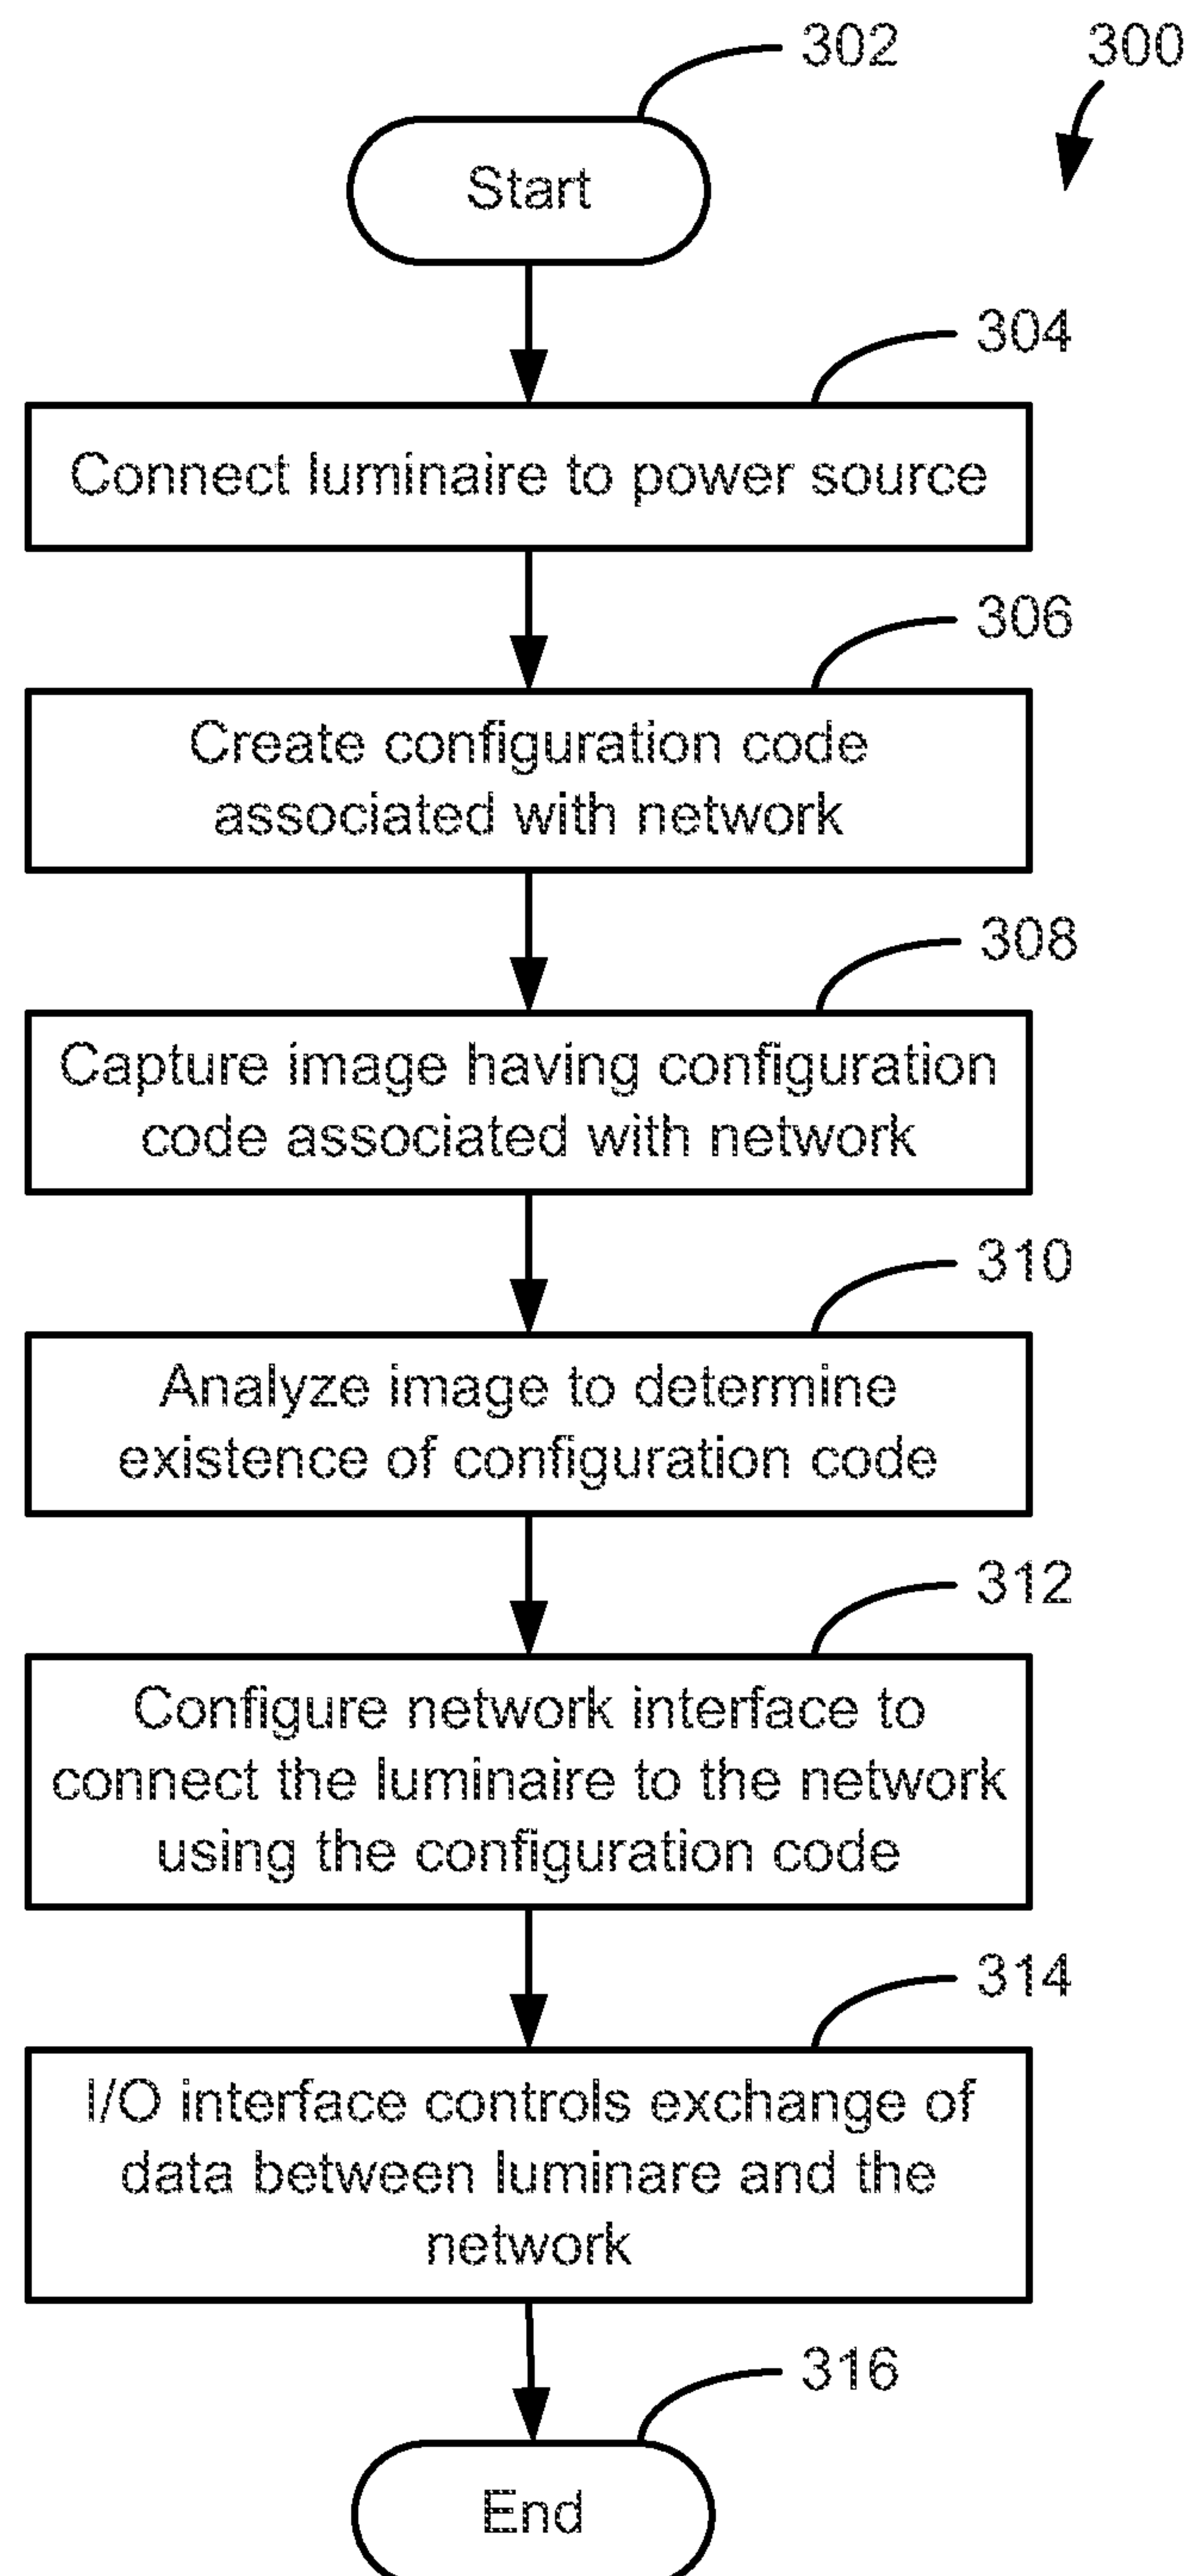 302
300
Start
304
Connect luminaire to power source
306
Create configuration code
associated with network
308
Capture image having configuration
code associated with network
310
Analyze image to determine
existence of configuration code
312
Configure network interface to
connect the luminaire to the network
using the configuration code
314
I/O interface controls exchange of
data between luminare and the
network
316
End